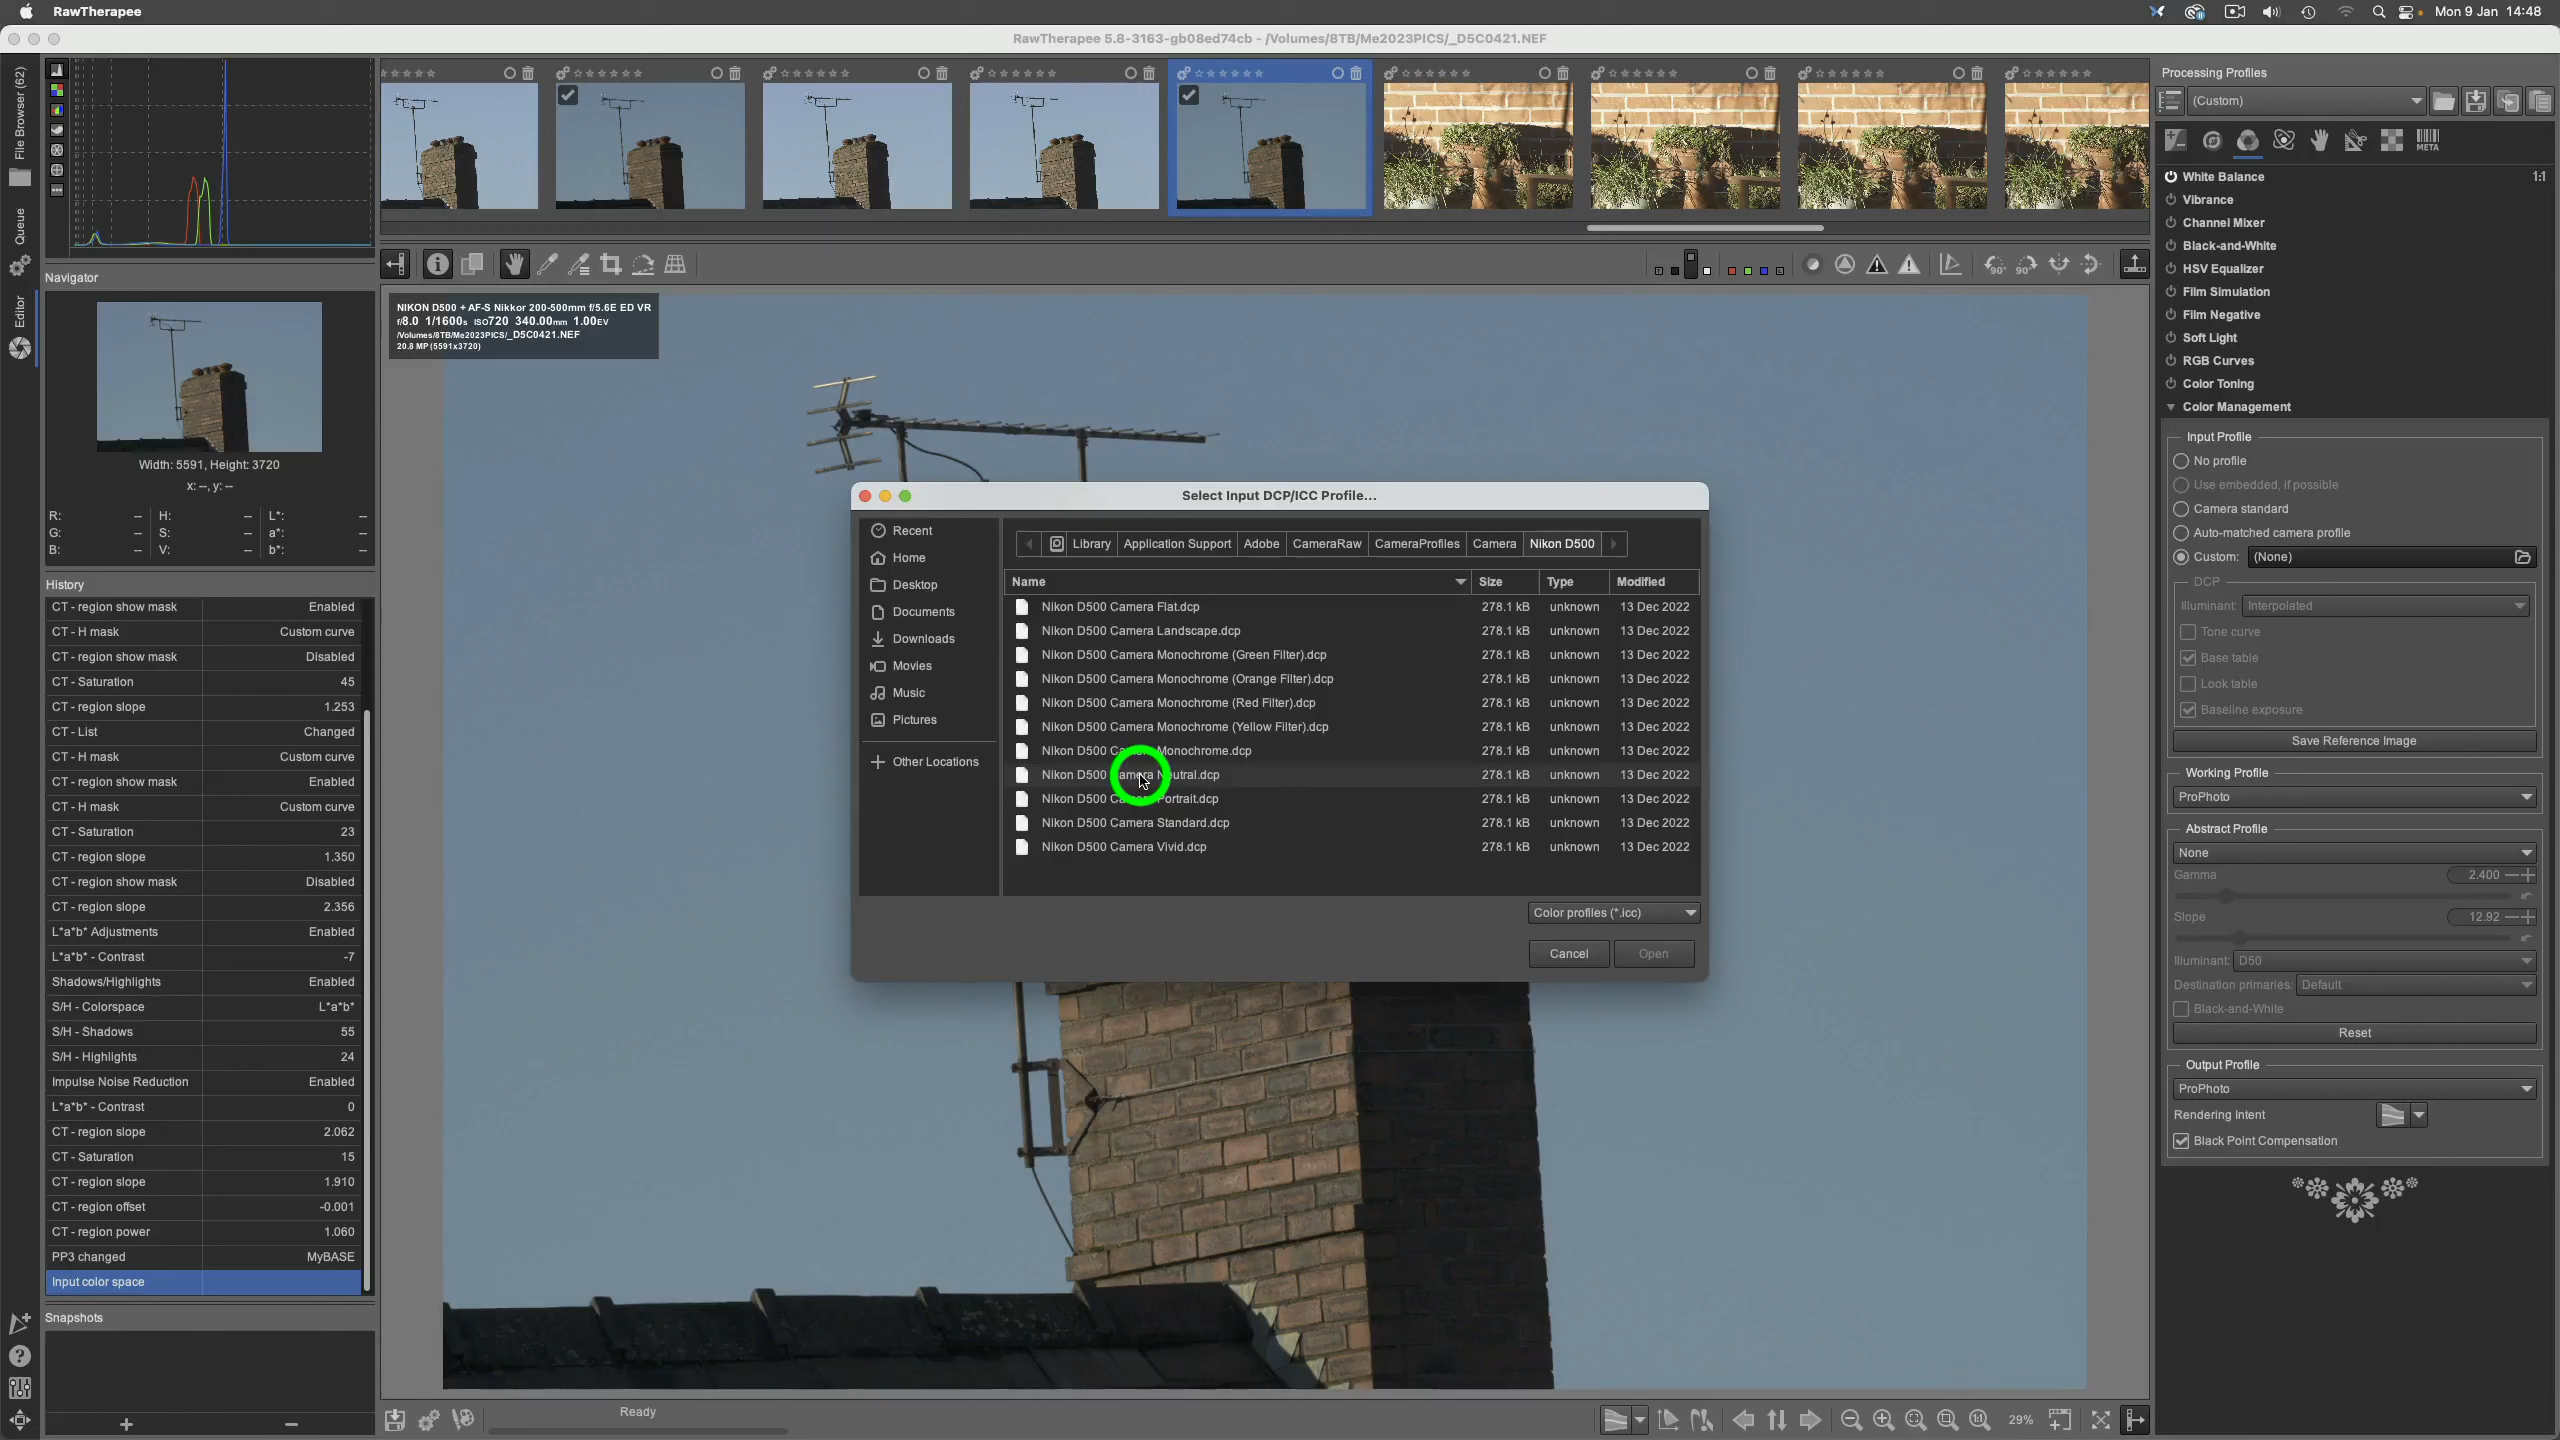 RawTherapee
Mon 9 Jan 14:48
RawTherapee 5.8-3163-gb08ed74cb - /Volumes/8TB/Me2023PICS/_D5C0421.NEF
File Browser (62)
Queue
Editor
Navigator
Width: 5591, Height: 3720
x: --, y: --
R: -- H: -- L*: --
G: -- S: -- a*: --
B: -- V: -- b*: --
History
CT - region show mask Enabled
CT - H mask Custom curve
CT - region show mask Disabled
CT - Saturation 45
CT - region slope 1.253
CT - List Changed
CT - H mask Custom curve
CT - region show mask Enabled
CT - H mask Custom curve
CT - Saturation 23
CT - region slope 1.350
CT - region show mask Disabled
CT - region slope 2.356
L*a*b* Adjustments Enabled
L*a*b* - Contrast -7
Shadows/Highlights Enabled
S/H - Colorspace L*a*b*
S/H - Shadows 55
S/H - Highlights 24
Impulse Noise Reduction Enabled
L*a*b* - Contrast 0
CT - region slope 2.062
CT - Saturation 15
CT - region slope 1.910
CT - region offset -0.001
CT - region power 1.060
PP3 changed MyBASE
Input color space
Snapshots
NIKON D500 + AF-S Nikkor 200-500mm f/5.6E ED VR
f/8.0 1/1600s ISO720 340.00mm 1.00EV
/Volumes/8TB/Me2023PICS/_D5C0421.NEF
20.8 MP (5591x3720)
Select Input DCP/ICC Profile...
Recent
Home
Desktop
Documents
Downloads
Movies
Music
Pictures
Other Locations
Library Application Support Adobe CameraRaw CameraProfiles Camera Nikon D500
Name Size Type Modified
Nikon D500 Camera Flat.dcp 278.1 kB unknown 13 Dec 2022
Nikon D500 Camera Landscape.dcp 278.1 kB unknown 13 Dec 2022
Nikon D500 Camera Monochrome (Green Filter).dcp 278.1 kB unknown 13 Dec 2022
Nikon D500 Camera Monochrome (Orange Filter).dcp 278.1 kB unknown 13 Dec 2022
Nikon D500 Camera Monochrome (Red Filter).dcp 278.1 kB unknown 13 Dec 2022
Nikon D500 Camera Monochrome (Yellow Filter).dcp 278.1 kB unknown 13 Dec 2022
Nikon D500 Camera Monochrome.dcp 278.1 kB unknown 13 Dec 2022
Nikon D500 Camera Neutral.dcp 278.1 kB unknown 13 Dec 2022
Nikon D500 Camera Portrait.dcp 278.1 kB unknown 13 Dec 2022
Nikon D500 Camera Standard.dcp 278.1 kB unknown 13 Dec 2022
Nikon D500 Camera Vivid.dcp 278.1 kB unknown 13 Dec 2022
Color profiles (*.icc)
Cancel Open
Ready
29%
Processing Profiles
(Custom)
META
White Balance 1:1
Vibrance
Channel Mixer
Black-and-White
HSV Equalizer
Film Simulation
Film Negative
Soft Light
RGB Curves
Color Toning
Color Management
Input Profile
No profile
Use embedded, if possible
Camera standard
Auto-matched camera profile
Custom: (None)
DCP
Illuminant: Interpolated
Tone curve
Base table
Look table
Baseline exposure
Save Reference Image
Working Profile
ProPhoto
Abstract Profile
None
Gamma 2.400
Slope 12.92
Illuminant: D50
Destination primaries: Default
Black-and-White
Reset
Output Profile
ProPhoto
Rendering Intent
Black Point Compensation